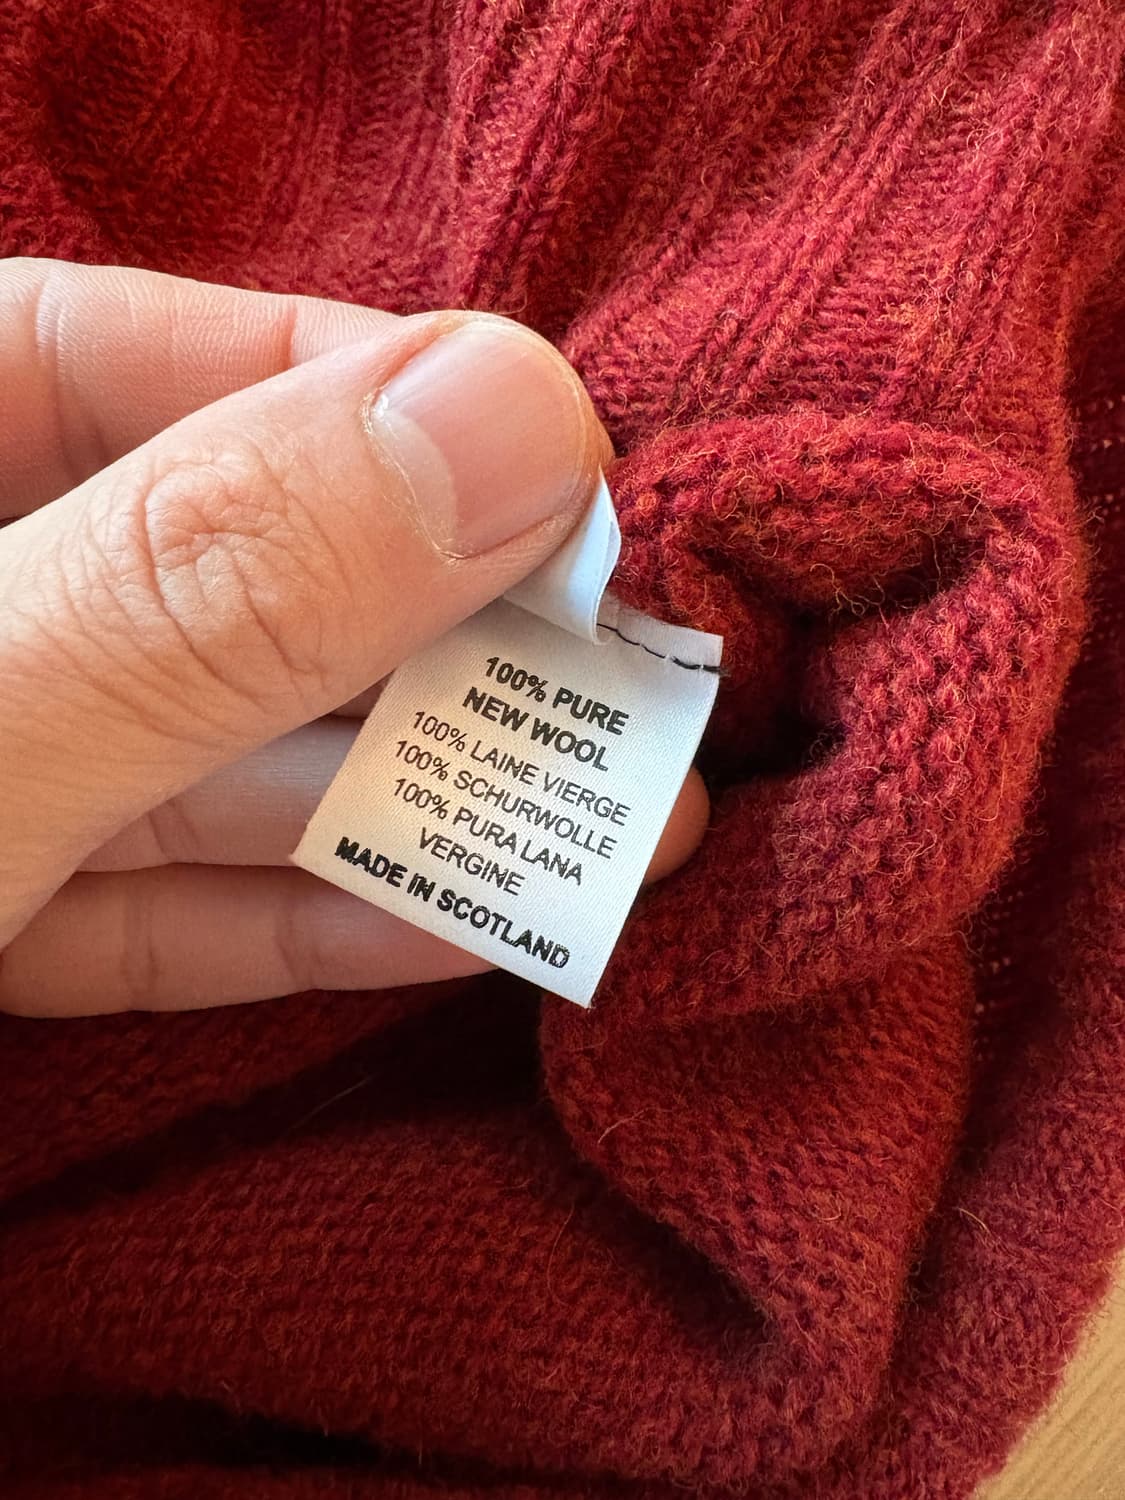 100% PURE
NEW WOOL
100% LAINE VIERGE
100% SCHURWOLLE
100% PURA LANA
VERGINE
MADE IN SCOTLAND